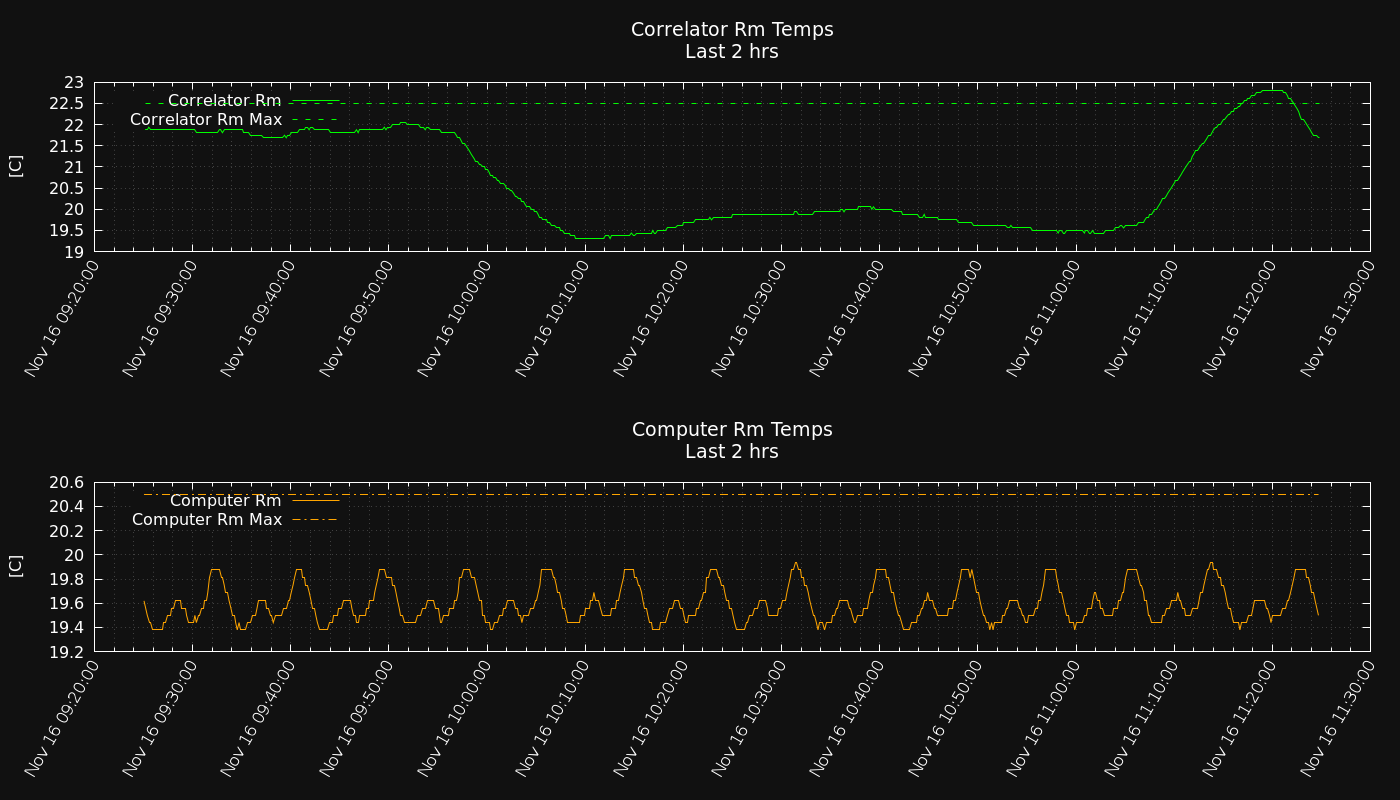 Correlator Rm Temps
Last 2 hrs
23
22.5
22
21.5
21
20.5
20
19.5
19
[C]
Correlator Rm
Correlator Rm Max
Nov 16 09:20:00
Nov 16 09:30:00
Nov 16 09:40:00
Nov 16 09:50:00
Nov 16 10:00:00
Nov 16 10:10:00
Nov 16 10:20:00
Nov 16 10:30:00
Nov 16 10:40:00
Nov 16 10:50:00
Nov 16 11:00:00
Nov 16 11:10:00
Nov 16 11:20:00
Nov 16 11:30:00
Computer Rm Temps
Last 2 hrs
20.6
20.4
20.2
20
19.8
19.6
19.4
19.2
[C]
Computer Rm
Computer Rm Max
Nov 16 09:20:00
Nov 16 09:30:00
Nov 16 09:40:00
Nov 16 09:50:00
Nov 16 10:00:00
Nov 16 10:10:00
Nov 16 10:20:00
Nov 16 10:30:00
Nov 16 10:40:00
Nov 16 10:50:00
Nov 16 11:00:00
Nov 16 11:10:00
Nov 16 11:20:00
Nov 16 11:30:00